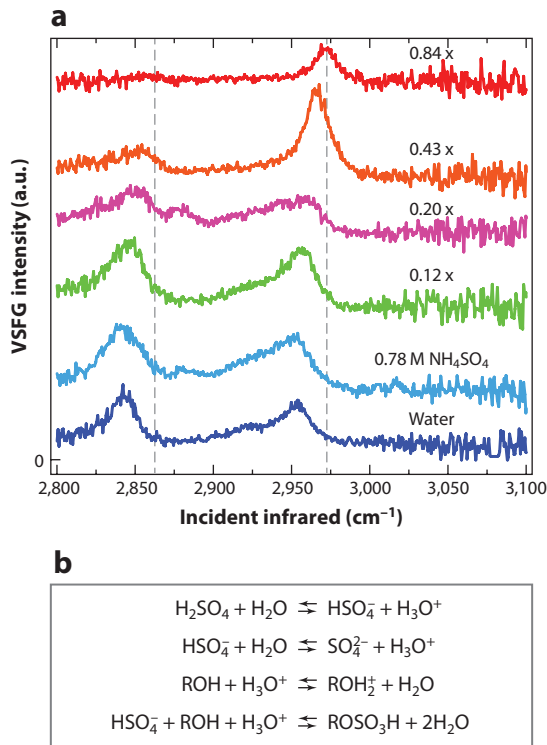 a
VSFG intensity (a.u.)
0.84 x
0.43 x
0.20 x
0.12 x
0.78 M NH₄SO₄
Water
0
2,800 2,850 2,900 2,950 3,000 3,050 3,100
Incident infrared (cm⁻¹)
b
H₂SO₄ + H₂O ⇆ HSO₄⁻ + H₃O⁺
HSO₄⁻ + H₂O ⇆ SO₄²⁻ + H₃O⁺
ROH + H₃O⁺ ⇆ ROH₂⁺ + H₂O
HSO₄⁻ + ROH + H₃O⁺ ⇆ ROSO₃H + 2H₂O